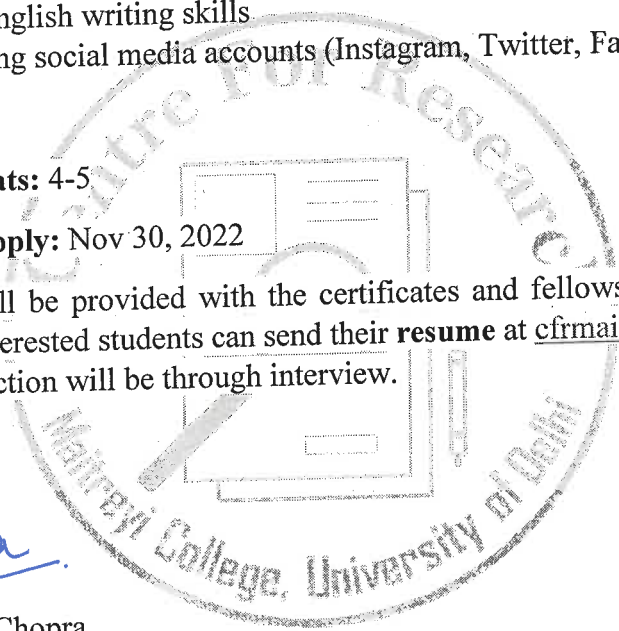 nglish writing skills
ng social media accounts (Instagram, Twitter, Fa
Centre For Research
nts: 4-5
pply: Nov 30, 2022
ll be provided with the certificates and fellows
erested students can send their resume at cfrmai
ction will be through interview.
Maitreyi College, University of Delhi
Chopra